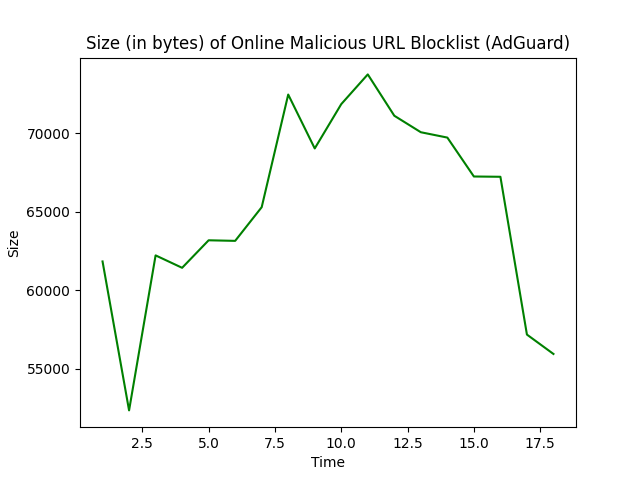 Size (in bytes) of Online Malicious URL Blocklist (AdGuard)
70000
65000
60000
55000
Size
2.5 5.0 7.5 10.0 12.5 15.0 17.5
Time